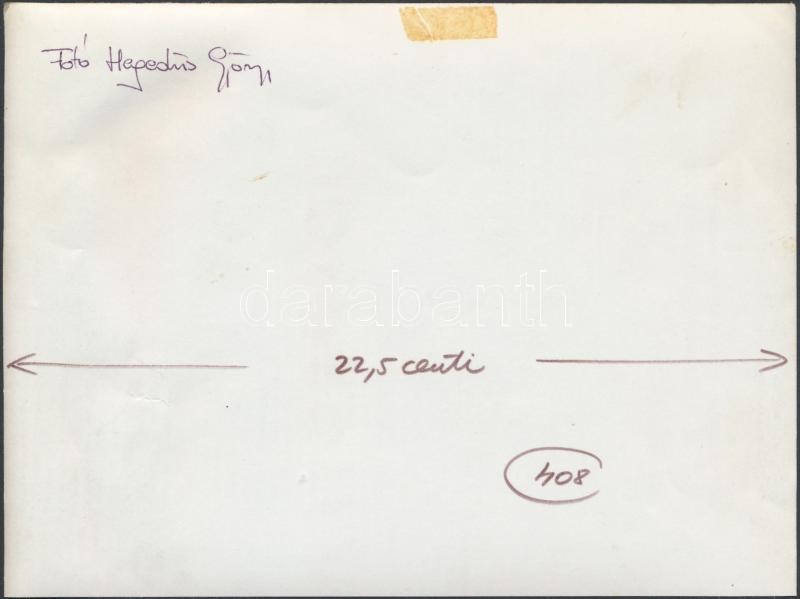 Fotó Hegedűs György
darabanth
22,5 centi
408